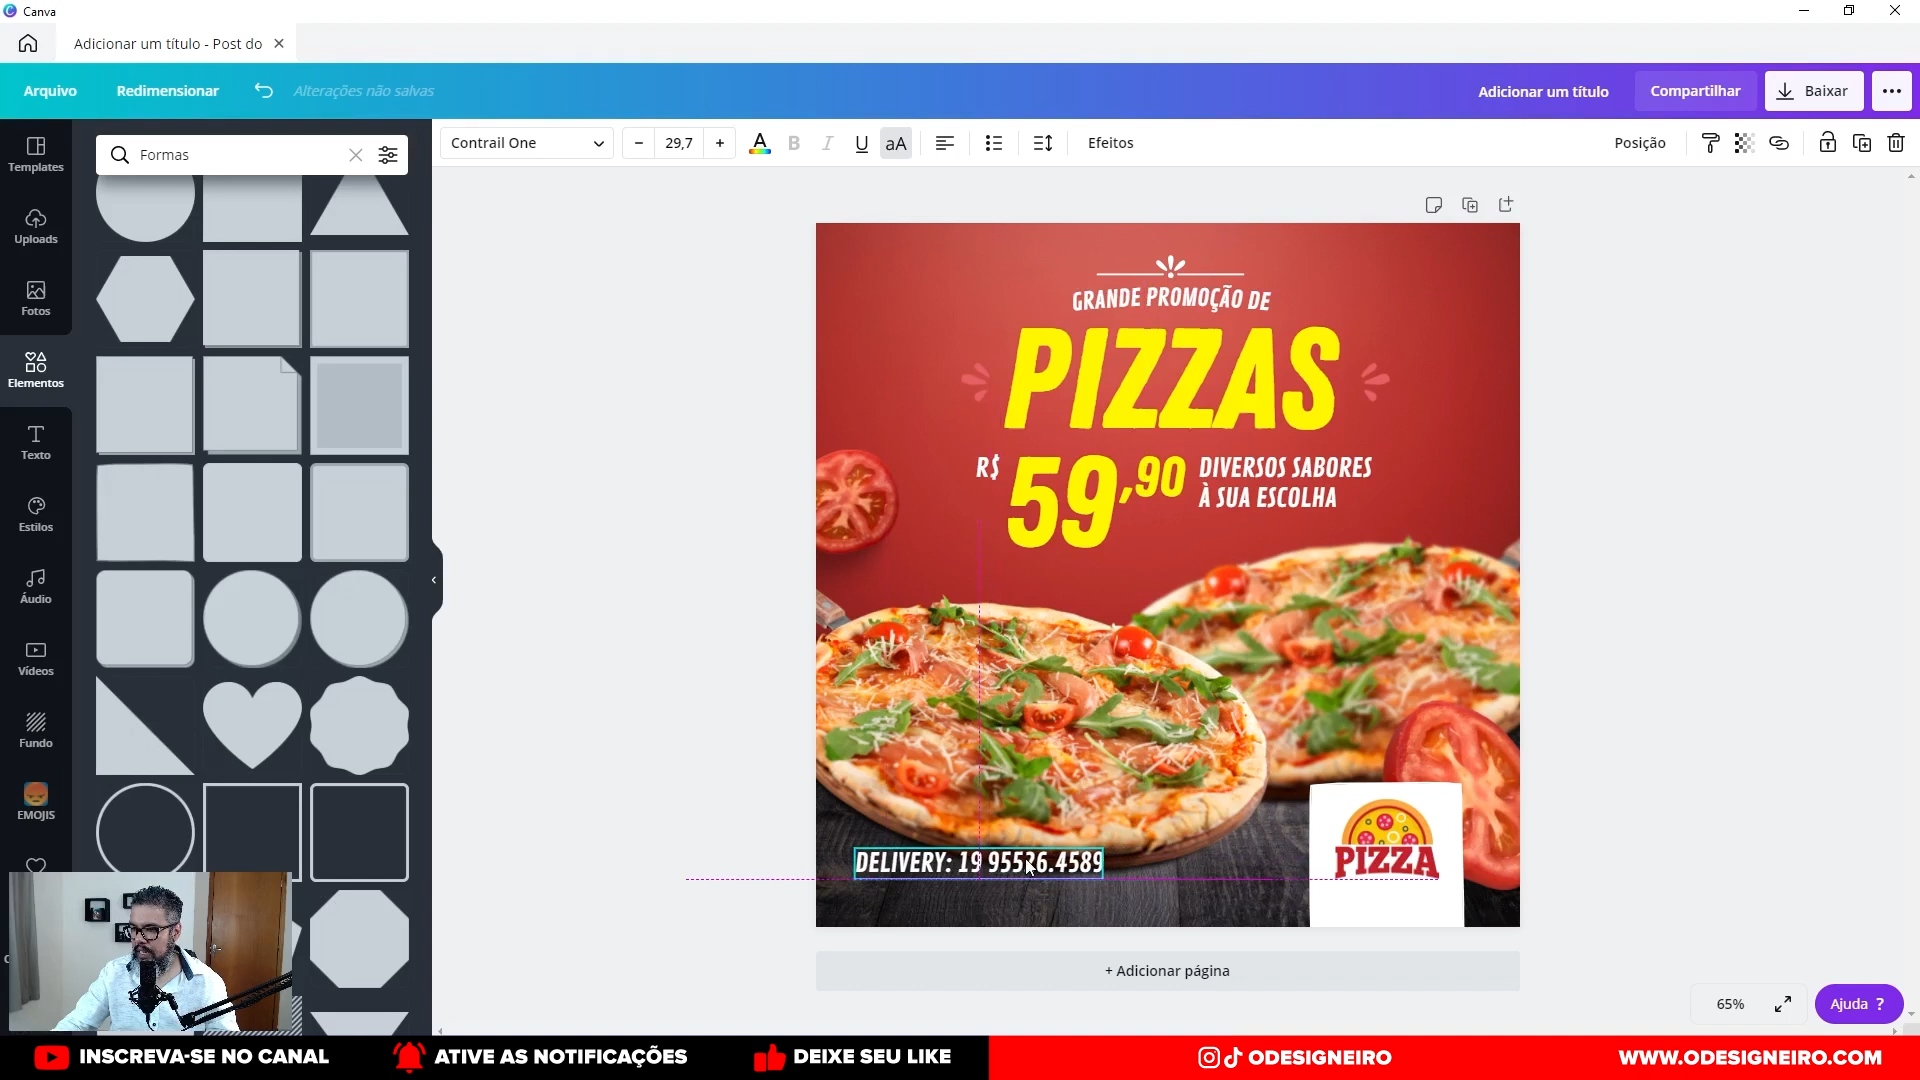 Canva
Adicionar um título - Post do
Arquivo
Redimensionar
Alterações não salvas
Adicionar um título
Compartilhar
Baixar
Templates
Uploads
Fotos
Elementos
Texto
Estilos
Áudio
Vídeos
Fundo
EMOJIS
Formas
Contrail One
29,7
A
B
I
U
aA
Efeitos
Posição
GRANDE PROMOÇÃO DE
PIZZAS
R$ 59,90
DIVERSOS SABORES
À SUA ESCOLHA
DELIVERY: 19 95526.4589
PIZZA
+ Adicionar página
65%
Ajuda ?
INSCREVA-SE NO CANAL
ATIVE AS NOTIFICAÇÕES
DEIXE SEU LIKE
ODESIGNEIRO
WWW.ODESIGNEIRO.COM